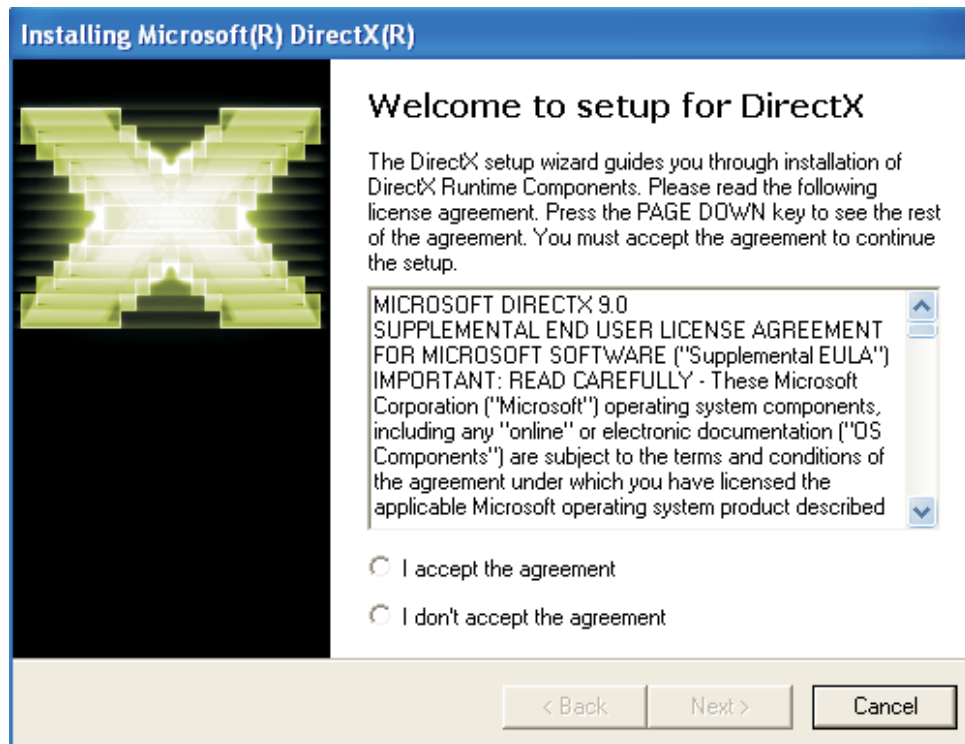 Installing Microsoft(R) DirectX(R)
Welcome to setup for DirectX
The DirectX setup wizard guides you through installation of
DirectX Runtime Components. Please read the following
license agreement. Press the PAGE DOWN key to see the rest
of the agreement. You must accept the agreement to continue
the setup.
MICROSOFT DIRECTX 9.0
SUPPLEMENTAL END USER LICENSE AGREEMENT
FOR MICROSOFT SOFTWARE ("Supplemental EULA")
IMPORTANT: READ CAREFULLY - These Microsoft
Corporation ("Microsoft") operating system components,
including any "online" or electronic documentation ("OS
Components") are subject to the terms and conditions of
the agreement under which you have licensed the
applicable Microsoft operating system product described
I accept the agreement
I don't accept the agreement
< Back
Next >
Cancel